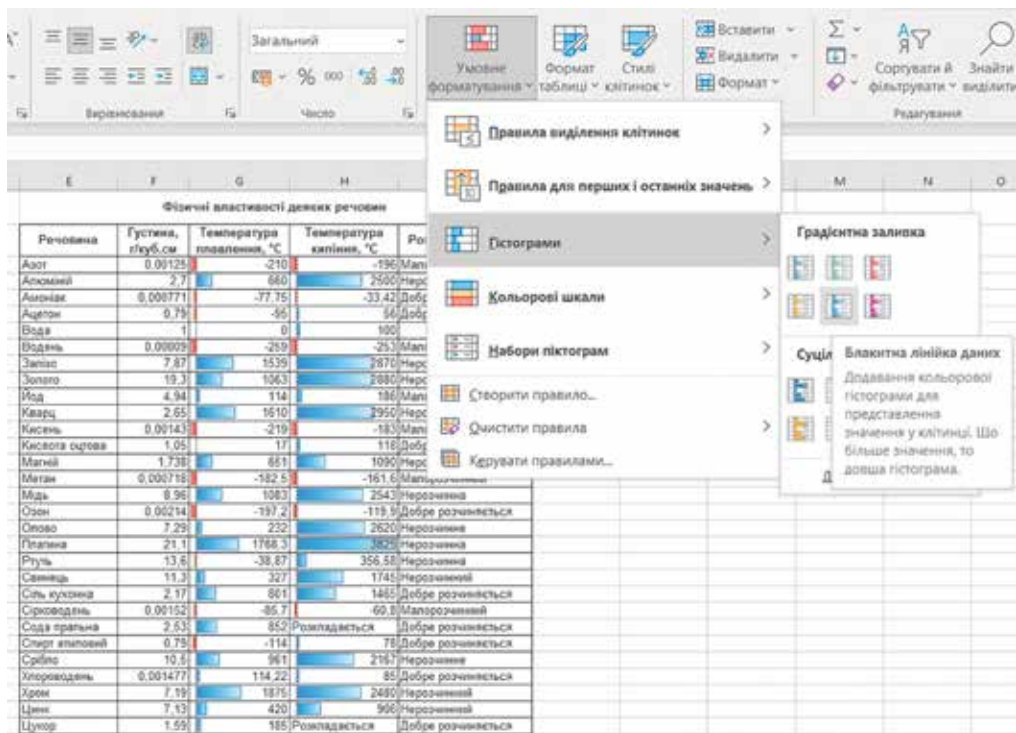 Загальний
Умовне форматування
Формат таблиці
Стилі клітинок
Вставити
Видалити
Формат
Сортувати й фільтрувати
Знайти
виділити
% 000
Вирівнювання
Число
Редагування
Правила виділення клітинок
Правила для перших і останніх значень
Гістограми
Кольорові шкали
Набори піктограм
Створити правило...
Очистити правила
Керувати правилами...
Градієнтна заливка
Суціл
Блакитна лінійка даних
Додавання кольорової
гістограми для
представлення
значення у клітинці. Що
більше значення, то
довша гістограма.
E F G H M N O
Фізичні властивості деяких речовин
Речовина Густина, г/куб.см Температура плавлення, °C Температура кипіння, °C
Азот 0,00125 -210 -196
Алюміній 2,7 660 2500
Амоніак 0,000771 -77,75 -33,42
Ацетон 0,79 -95 56
Вода 1 0 100
Водень 0,00009 -259 -253
Залізо 7,87 1539 2870
Золото 19,3 1063 2880
Йод 4,94 114 186
Кварц 2,65 1610 2950
Кисень 0,00143 -219 -183
Кислота оцтова 1,05 17 118
Магній 1,738 651 1090
Метан 0,000718 -182,5 -161,6 Малорозчинний
Мідь 8,96 1083 2543 Нерозчинна
Озон 0,00214 -197,2 -119,9 Добре розчиняється
Олово 7,29 232 2620 Нерозчинне
Платина 21,1 1768,3 3825 Нерозчинна
Ртуть 13,6 -38,87 356,58 Нерозчинна
Свинець 11,3 327 1745 Нерозчинний
Сіль кухонна 2,17 801 1465 Добре розчиняється
Сірководень 0,00152 -85,7 -60,8 Малорозчинний
Сода пральна 2,53 852 Розкладається Добре розчиняється
Спирт етиловий 0,79 -114 78 Добре розчиняється
Срібло 10,5 961 2167 Нерозчинне
Хлороводень 0,001477 114,22 85 Добре розчиняється
Хром 7,19 1875 2480 Нерозчинний
Цинк 7,13 420 906 Нерозчинний
Цукор 1,59 185 Розкладається Добре розчиняється